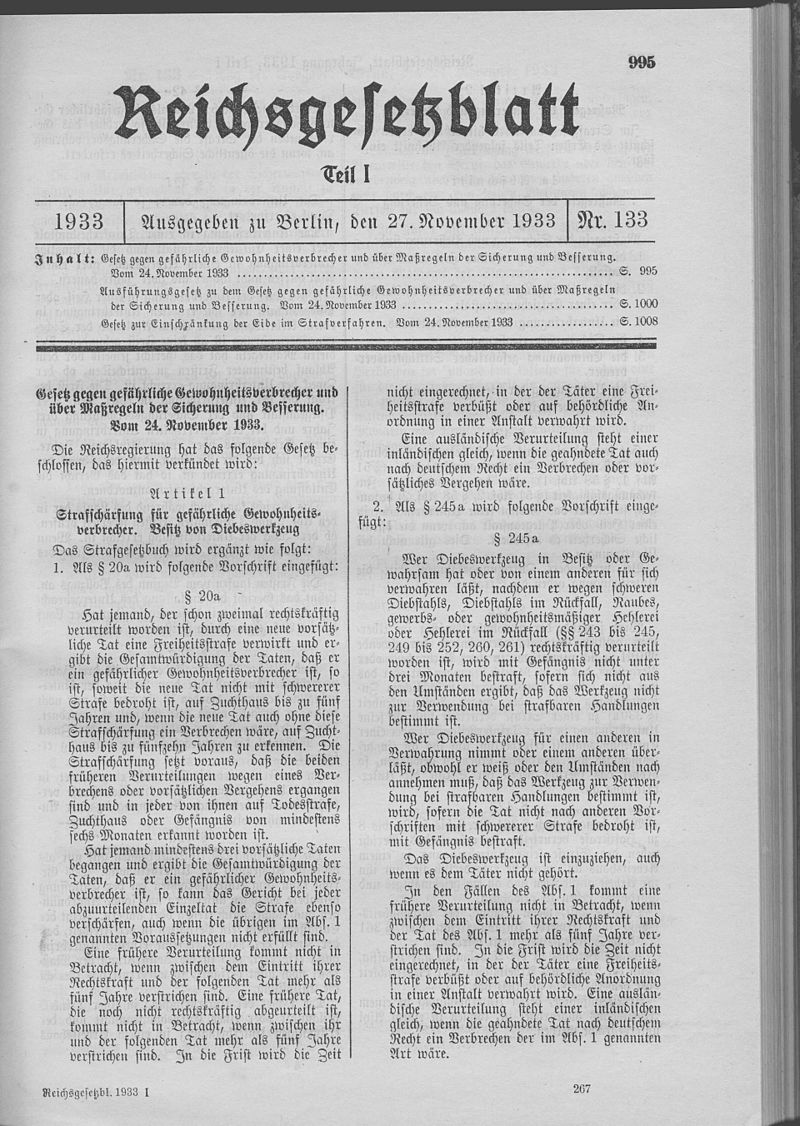 995
Reichsgesetzblatt
Teil I
1933 Ausgegeben zu Berlin, den 27. November 1933 Nr. 133
Inhalt: Gesetz gegen gefährliche Gewohnheitsverbrecher und über Maßregeln der Sicherung und Besserung.
Vom 24. November 1933 ........ S. 995
Ausführungsgesetz zu dem Gesetz gegen gefährliche Gewohnheitsverbrecher und über Maßregeln
der Sicherung und Besserung. Vom 24. November 1933 ........ S. 1000
Gesetz zur Einschränkung der Eide im Strafverfahren. Vom 24. November 1933 ........ S. 1008
Gesetz gegen gefährliche Gewohnheitsverbrecher und
über Maßregeln der Sicherung und Besserung.
Vom 24. November 1933.
Die Reichsregierung hat das folgende Gesetz be-
schlossen, das hiermit verkündet wird:
Artikel 1
Strafschärfung für gefährliche Gewohnheits-
verbrecher. Besitz von Diebeswerkzeug
Das Strafgesetzbuch wird ergänzt wie folgt:
1. Als § 20a wird folgende Vorschrift eingefügt:
§ 20a
Hat jemand, der schon zweimal rechtskräftig
verurteilt worden ist, durch eine neue vorsätz-
liche Tat eine Freiheitsstrafe verwirkt und er-
gibt die Gesamtwürdigung der Taten, daß er
ein gefährlicher Gewohnheitsverbrecher ist, so
ist, soweit die neue Tat nicht mit schwererer
Strafe bedroht ist, auf Zuchthaus bis zu fünf
Jahren und, wenn die neue Tat auch ohne diese
Strafschärfung ein Verbrechen wäre, auf Zucht-
haus bis zu fünfzehn Jahren zu erkennen. Die
Strafschärfung setzt voraus, daß die beiden
früheren Verurteilungen wegen eines Ver-
brechens oder vorsätzlichen Vergehens ergangen
sind und in jeder von ihnen auf Todesstrafe,
Zuchthaus oder Gefängnis von mindestens
sechs Monaten erkannt worden ist.
Hat jemand mindestens drei vorsätzliche Taten
begangen und ergibt die Gesamtwürdigung der
Taten, daß er ein gefährlicher Gewohnheits-
verbrecher ist, so kann das Gericht bei jeder
abzuurteilenden Einzeltat die Strafe ebenso
verschärfen, auch wenn die übrigen im Abs. 1
genannten Voraussetzungen nicht erfüllt sind.
Eine frühere Verurteilung kommt nicht in
Betracht, wenn zwischen dem Eintritt ihrer
Rechtskraft und der folgenden Tat mehr als
fünf Jahre verstrichen sind. Eine frühere Tat,
die noch nicht rechtskräftig abgeurteilt ist,
kommt nicht in Betracht, wenn zwischen ihr
und der folgenden Tat mehr als fünf Jahre
verstrichen sind. In die Frist wird die Zeit
nicht eingerechnet, in der der Täter eine Frei-
heitsstrafe verbüßt oder auf behördliche An-
ordnung in einer Anstalt verwahrt wird.
Eine ausländische Verurteilung steht einer
inländischen gleich, wenn die geahndete Tat auch
nach deutschem Recht ein Verbrechen oder vor-
sätzliches Vergehen wäre.
2. Als § 245a wird folgende Vorschrift einge-
fügt:
§ 245a
Wer Diebeswerkzeug in Besitz oder Ge-
wahrsam hat oder von einem anderen für sich
verwahren läßt, nachdem er wegen schweren
Diebstahls, Diebstahls im Rückfall, Raubes,
gewerbs- oder gewohnheitsmäßiger Hehlerei
oder Hehlerei im Rückfall (§§ 243 bis 245,
249 bis 252, 260, 261) rechtskräftig verurteilt
worden ist, wird mit Gefängnis nicht unter
drei Monaten bestraft, sofern sich nicht aus
den Umständen ergibt, daß das Werkzeug nicht
zur Verwendung bei strafbaren Handlungen
bestimmt ist.
Wer Diebeswerkzeug für einen anderen in
Verwahrung nimmt oder einem anderen über-
läßt, obwohl er weiß oder den Umständen nach
annehmen muß, daß das Werkzeug zur Verwen-
dung bei strafbaren Handlungen bestimmt ist,
wird, sofern die Tat nicht nach anderen Vor-
schriften mit schwererer Strafe bedroht ist,
mit Gefängnis bestraft.
Das Diebeswerkzeug ist einzuziehen, auch
wenn es dem Täter nicht gehört.
In den Fällen des Abs. 1 kommt eine
frühere Verurteilung nicht in Betracht, wenn
zwischen dem Eintritt ihrer Rechtskraft und
der Tat des Abs. 1 mehr als fünf Jahre ver-
strichen sind. In die Frist wird die Zeit nicht
eingerechnet, in der der Täter eine Freiheits-
strafe verbüßt oder auf behördliche Anordnung
in einer Anstalt verwahrt wird. Eine auslän-
dische Verurteilung steht einer inländischen
gleich, wenn die geahndete Tat nach deutschem
Recht ein Verbrechen der im Abs. 1 genannten
Art wäre.
Reichsgesetzbl. 1933 I
267